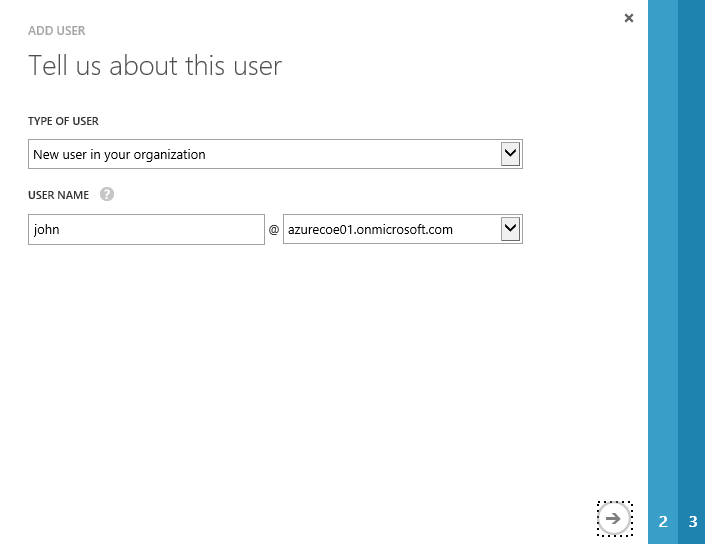 ADD USER
Tell us about this user
TYPE OF USER
New user in your organization
USER NAME ?
john @ azurecoe01.onmicrosoft.com
2 3